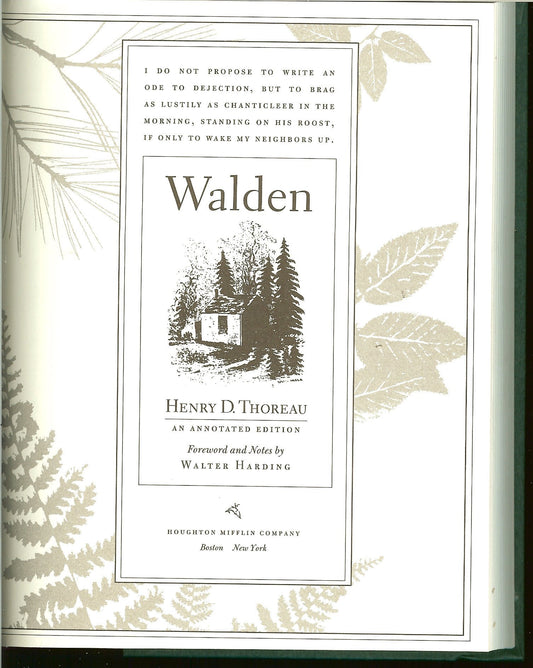 I DO NOT PROPOSE TO WRITE AN
ODE TO DEJECTION, BUT TO BRAG
AS LUSTILY AS CHANTICLEER IN THE
MORNING, STANDING ON HIS ROOST,
IF ONLY TO WAKE MY NEIGHBORS UP.
Walden
HENRY D. THOREAU
AN ANNOTATED EDITION
Foreword and Notes by
WALTER HARDING
HOUGHTON MIFFLIN COMPANY
Boston New York